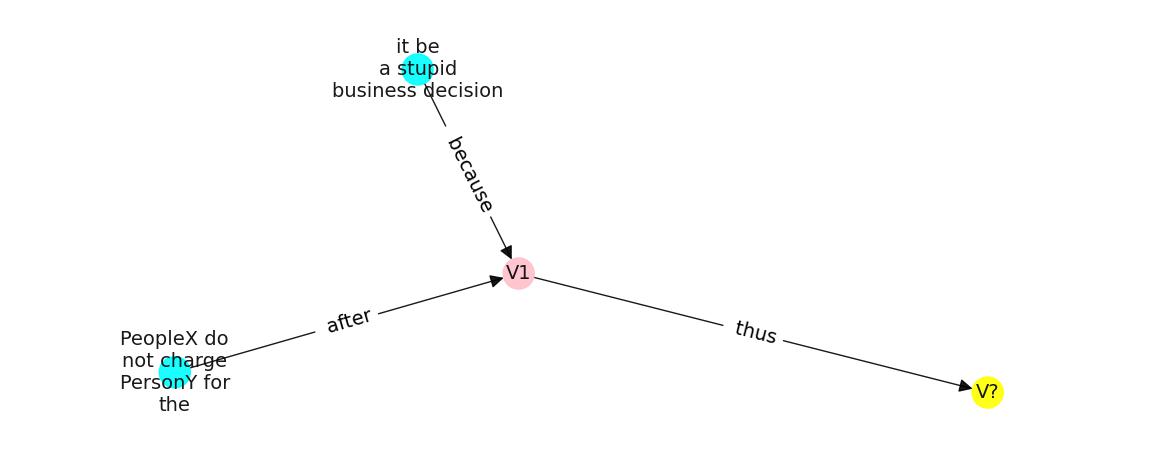 it be
a stupid
business decision
because
V1
after
thus
PeopleX do
not charge
PersonY for
the
V?